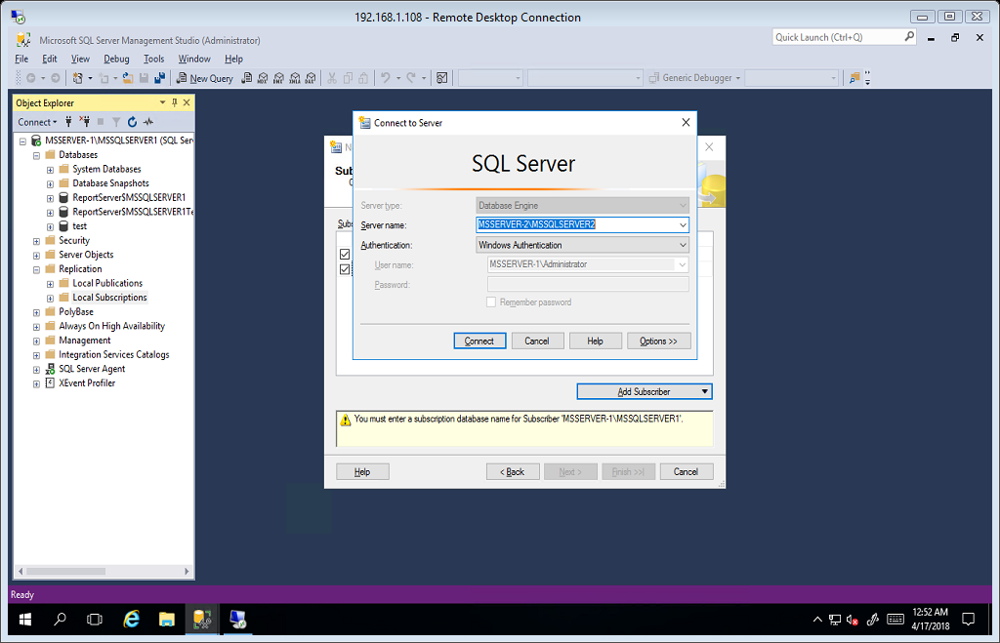 192.168.1.108 - Remote Desktop Connection
Microsoft SQL Server Management Studio (Administrator)
Quick Launch (Ctrl+Q)
File Edit View Debug Tools Window Help
New Query
MDX DMX XMLA DAX
Generic Debugger
Object Explorer
Connect
MSSERVER-1\MSSQLSERVER1 (SQL Ser
Databases
System Databases
Database Snapshots
ReportServer$MSSQLSERVER1
ReportServer$MSSQLSERVER1Te
test
Security
Server Objects
Replication
Local Publications
Local Subscriptions
PolyBase
Always On High Availability
Management
Integration Services Catalogs
SQL Server Agent
XEvent Profiler
N
Sub
C
Subs
Connect to Server
SQL Server
Server type: Database Engine
Server name: MSSERVER-2\MSSQLSERVER2
Authentication: Windows Authentication
User name: MSSERVER-1\Administrator
Password:
Remember password
Connect Cancel Help Options >>
Add Subscriber
You must enter a subscription database name for Subscriber 'MSSERVER-1\MSSQLSERVER1'.
Help < Back Next > Finish >>| Cancel
Ready
12:52 AM
4/17/2018